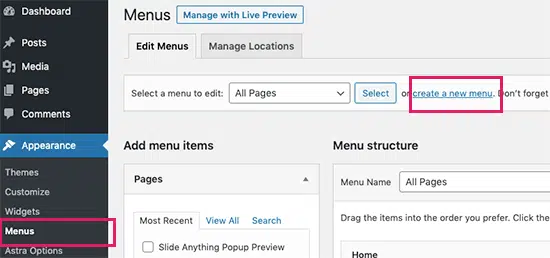 Dashboard
Posts
Media
Pages
Comments
Appearance
Themes
Customize
Widgets
Menus
Astra Options
Menus
Manage with Live Preview
Edit Menus
Manage Locations
Select a menu to edit: All Pages Select or create a new menu. Don't forget
Add menu items
Pages
Most Recent View All Search
Slide Anything Popup Preview
Menu structure
Menu Name All Pages
Drag the items into the order you prefer. Click the
Home